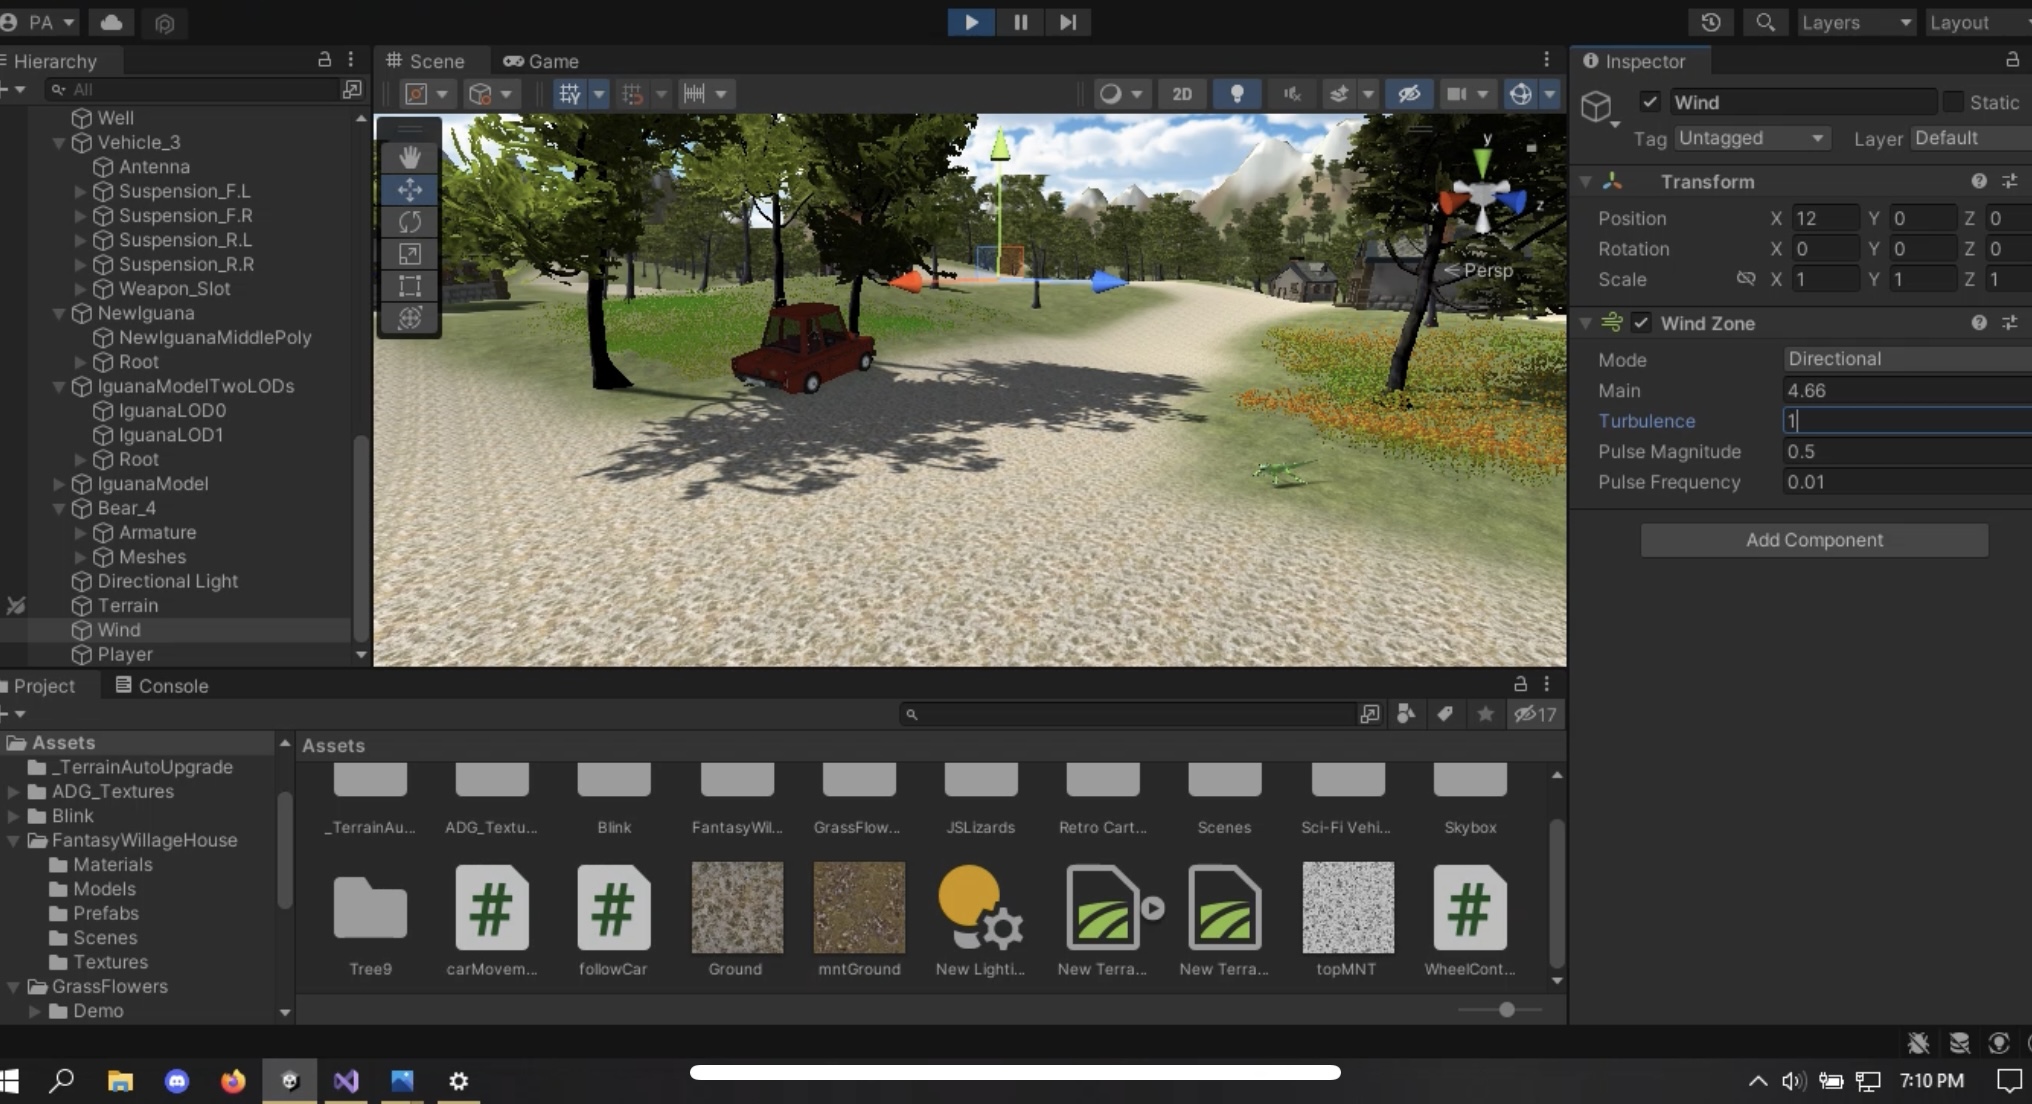 PA
Layers
Layout
Hierarchy
All
Well
Vehicle_3
Antenna
Suspension_F.L
Suspension_F.R
Suspension_R.L
Suspension_R.R
Weapon_Slot
NewIguana
NewIguanaMiddlePoly
Root
IguanaModelTwoLODs
IguanaLOD0
IguanaLOD1
Root
IguanaModel
Bear_4
Armature
Meshes
Directional Light
Terrain
Wind
Player
Scene
Game
2D
y
x
z
Persp
Inspector
Wind
Static
Tag Untagged
Layer Default
Transform
Position X 12 Y 0 Z 0
Rotation X 0 Y 0 Z 0
Scale X 1 Y 1 Z 1
Wind Zone
Mode Directional
Main 4.66
Turbulence 1
Pulse Magnitude 0.5
Pulse Frequency 0.01
Add Component
Project
Console
17
Assets
_TerrainAutoUpgrade
ADG_Textures
Blink
FantasyWillageHouse
Materials
Models
Prefabs
Scenes
Textures
GrassFlowers
Demo
Assets
_TerrainAu...
ADG_Textu...
Blink
FantasyWil...
GrassFlow...
JSLizards
Retro Cart...
Scenes
Sci-Fi Vehi...
Skybox
Tree9
carMovem...
followCar
Ground
mntGround
New Lighti...
New Terra...
New Terra...
topMNT
WheelCont...
7:10 PM